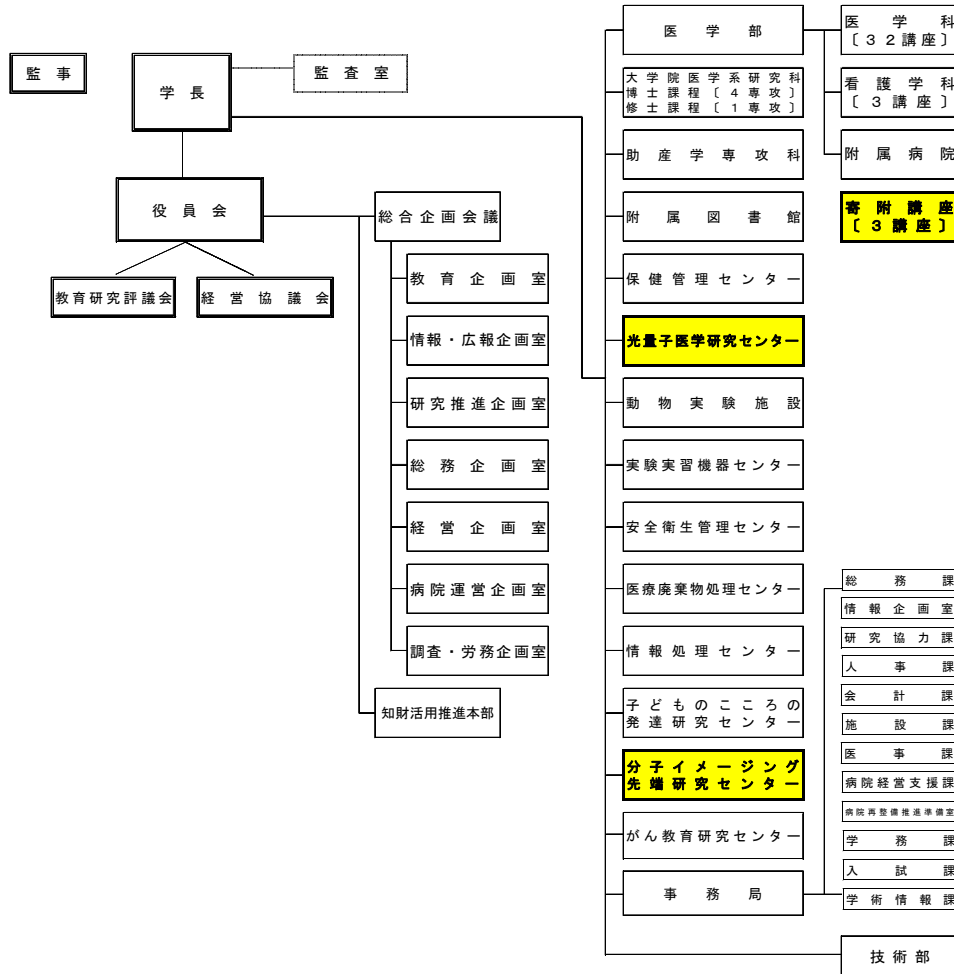 監事
学長
監査室
役員会
教育研究評議会
経営協議会
総合企画会議
教育企画室
情報・広報企画室
研究推進企画室
総務企画室
経営企画室
病院運営企画室
調査・労務企画室
知財活用推進本部
医学部
大学院医学系研究科
博士課程〔4専攻〕
修士課程〔1専攻〕
助産学専攻科
附属図書館
保健管理センター
光量子医学研究センター
動物実験施設
実験実習機器センター
安全衛生管理センター
医療廃棄物処理センター
情報処理センター
子どものこころの
発達研究センター
分子イメージング
先端研究センター
がん教育研究センター
事務局
医学科
〔32講座〕
看護学科
〔3講座〕
附属病院
寄附講座
〔3講座〕
総務課
情報企画室
研究協力課
人事課
会計課
施設課
医事課
病院経営支援課
病院再整備推進準備室
学務課
入試課
学術情報課
技術部